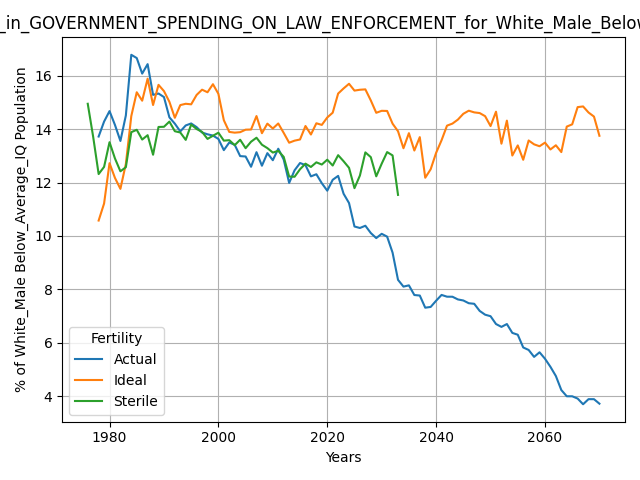 _in_GOVERNMENT_SPENDING_ON_LAW_ENFORCEMENT_for_White_Male_Below
% of White_Male Below_Average_IQ Population
16
14
12
10
8
6
4
Fertility
Actual
Ideal
Sterile
1980
2000
2020
2040
2060
Years